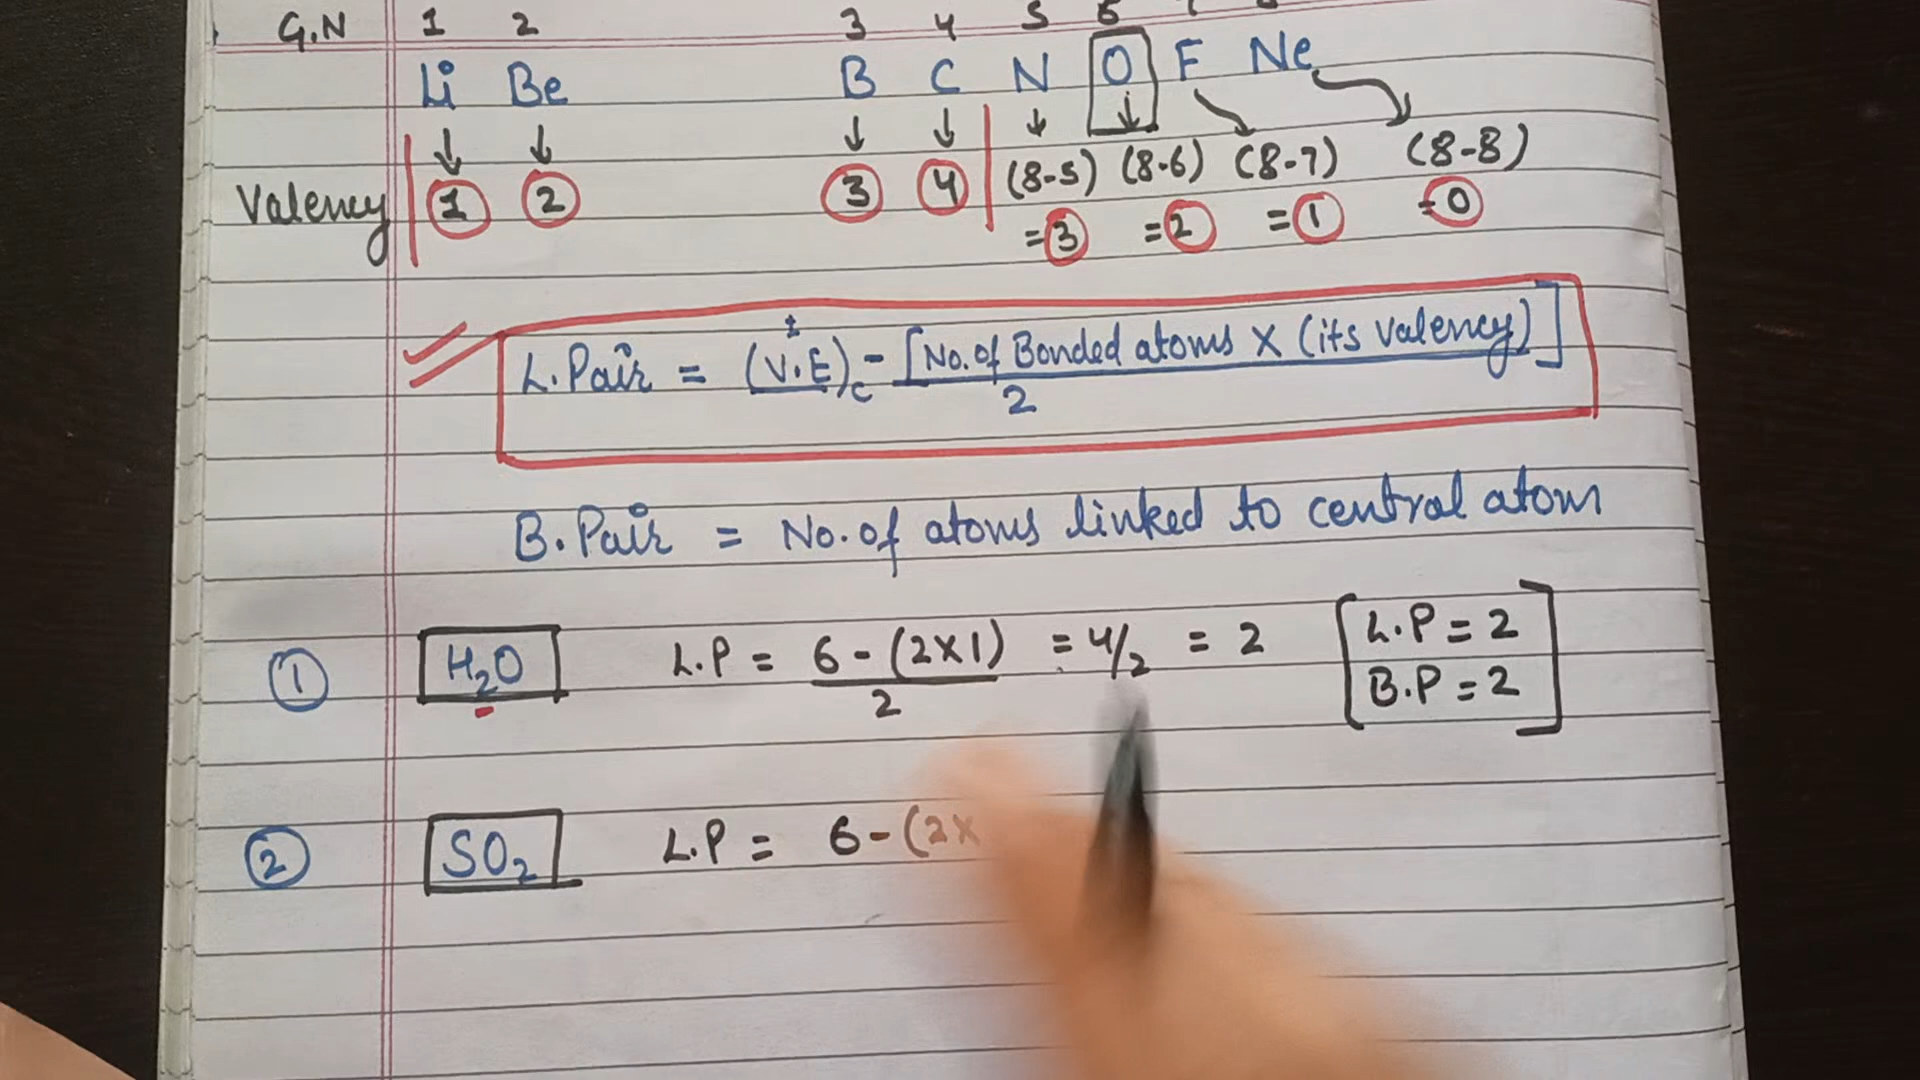 G.N 1 2 3 4 5 6
Li Be B C N O F Ne
↓ ↓ ↓ ↓ ↓ ↓
Valency 1 2 3 4 (8-5) (8-6) (8-7) (8-8)
=3 =2 =1 =0
L.Pair = (V.E)c± - [No. of Bonded atoms X (its valency)]
2
B.Pair = No. of atoms linked to central atom
1 H₂O L.P = 6 - (2x1) = 4/2 = 2 [L.P = 2
2 B.P = 2]
2 SO₂ L.P = 6 - (2x